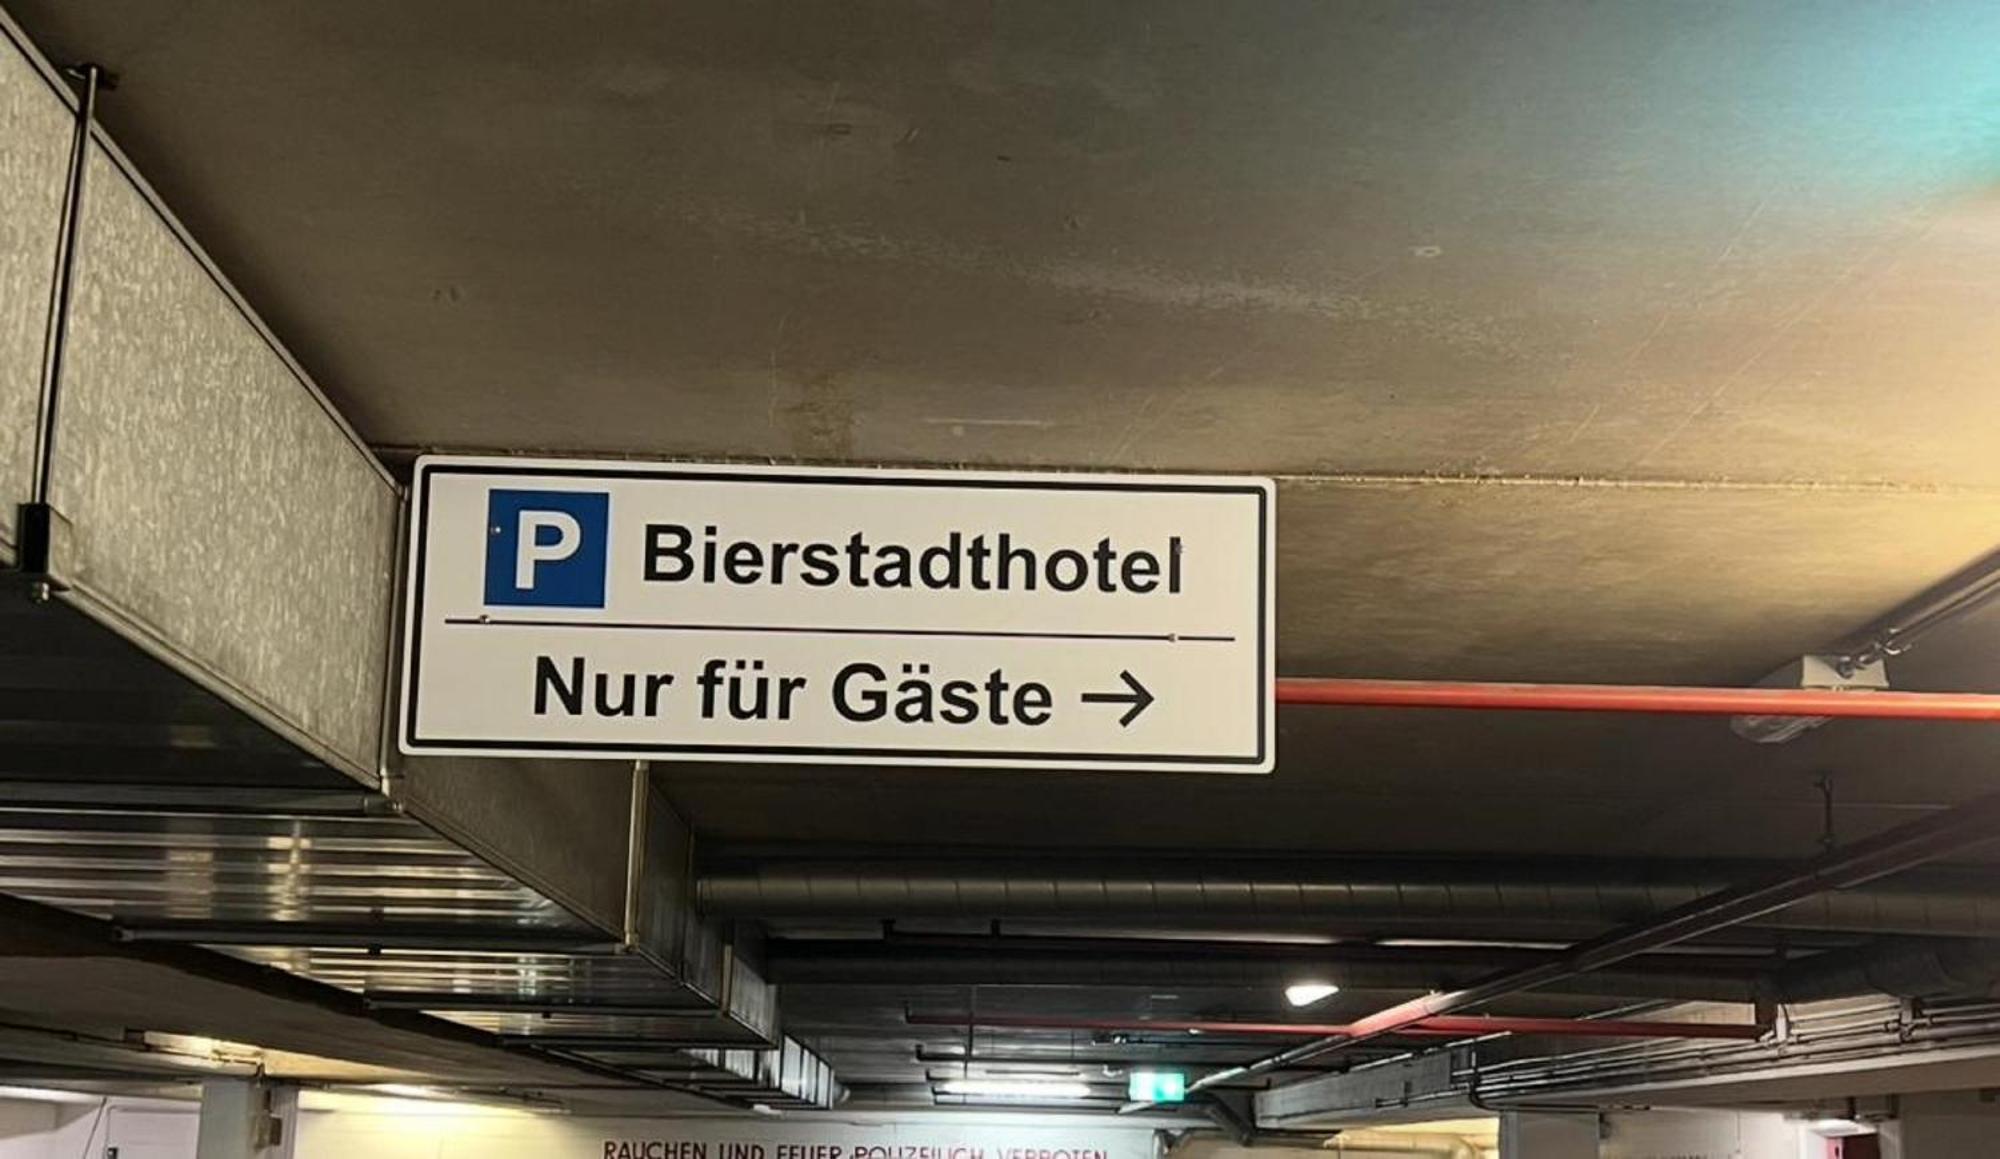 P Bierstadthotel
Nur für Gäste →
RAUCHEN UND FEUER POLIZEILICH VERBOTEN